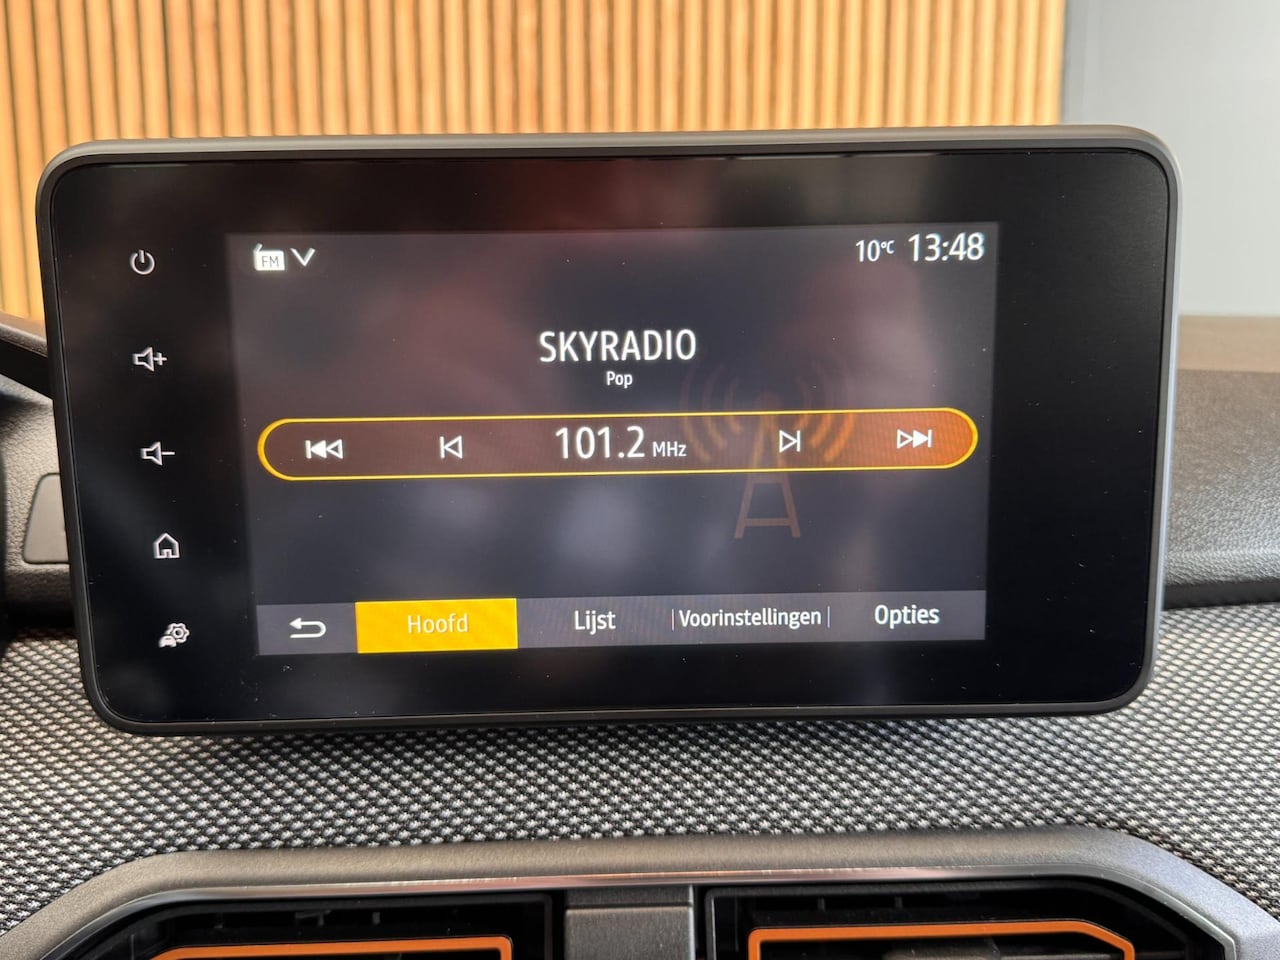 FM
10°C 13:48
SKYRADIO
Pop
101.2 MHz
Hoofd Lijst Voorinstellingen Opties